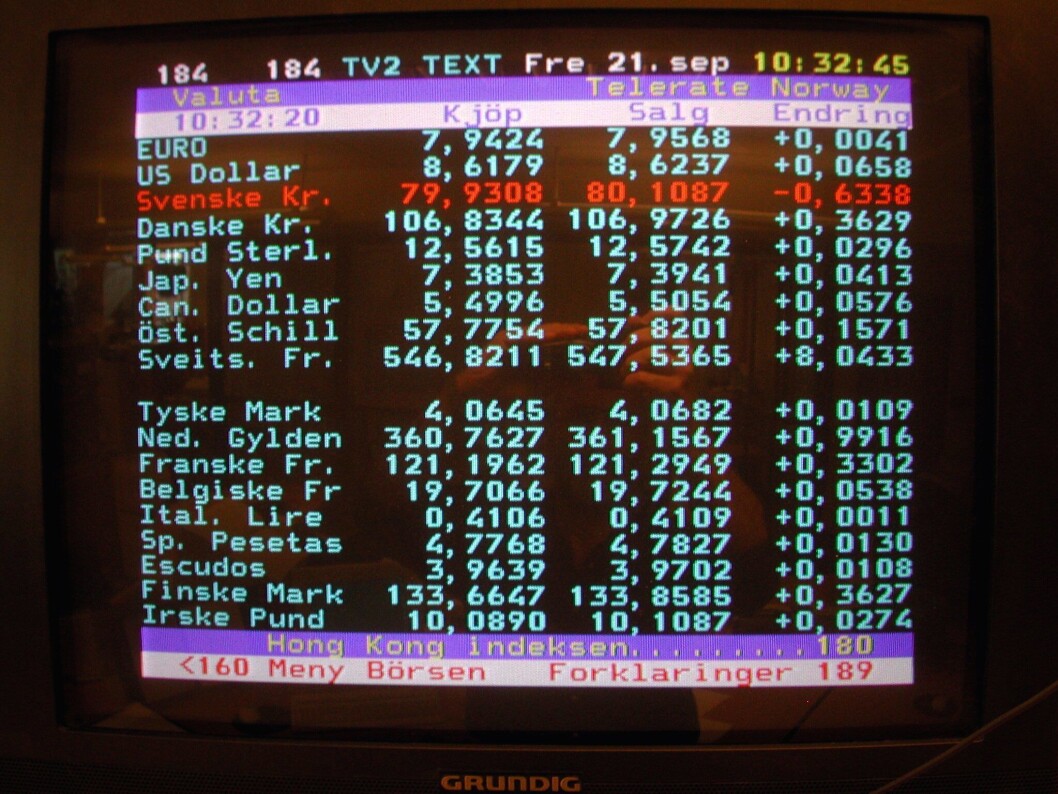 184 184 TV2 TEXT Fre 21. sep 10:32:45
Valuta Telerate Norway
10:32:20 Kjöp Salg Endring
EURO 7,9424 7,9568 +0,0041
US Dollar 8,6179 8,6237 +0,0658
Svenske Kr. 79,9308 80,1087 -0,6338
Danske Kr. 106,8344 106,9726 +0,3629
Pund Sterl. 12,5615 12,5742 +0,0296
Jap. Yen 7,3853 7,3941 +0,0413
Can. Dollar 5,4996 5,5054 +0,0576
Öst. Schill 57,7754 57,8201 +0,1571
Sveits. Fr. 546,8211 547,5365 +8,0433
Tyske Mark 4,0645 4,0682 +0,0109
Ned. Gylden 360,7627 361,1567 +0,9916
Franske Fr. 121,1962 121,2949 +0,3302
Belgiske Fr 19,7066 19,7244 +0,0538
Ital. Lire 0,4106 0,4109 +0,0011
Sp. Pesetas 4,7768 4,7827 +0,0130
Escudos 3,9639 3,9702 +0,0108
Finske Mark 133,6647 133,8585 +0,3627
Irske Pund 10,0890 10,1087 +0,0274
Hong Kong indeksen.........180
<160 Meny Börsen Forklaringer 189
GRUNDIG